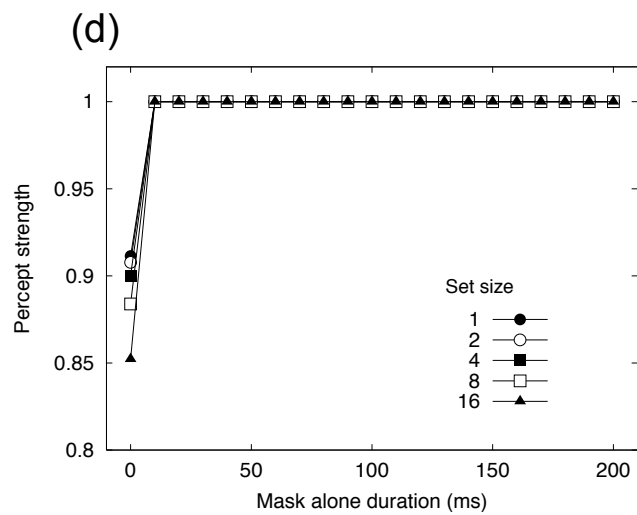 (d)
1
0.95
0.9
0.85
0.8
Percept strength
Set size
1
2
4
8
16
0 50 100 150 200
Mask alone duration (ms)